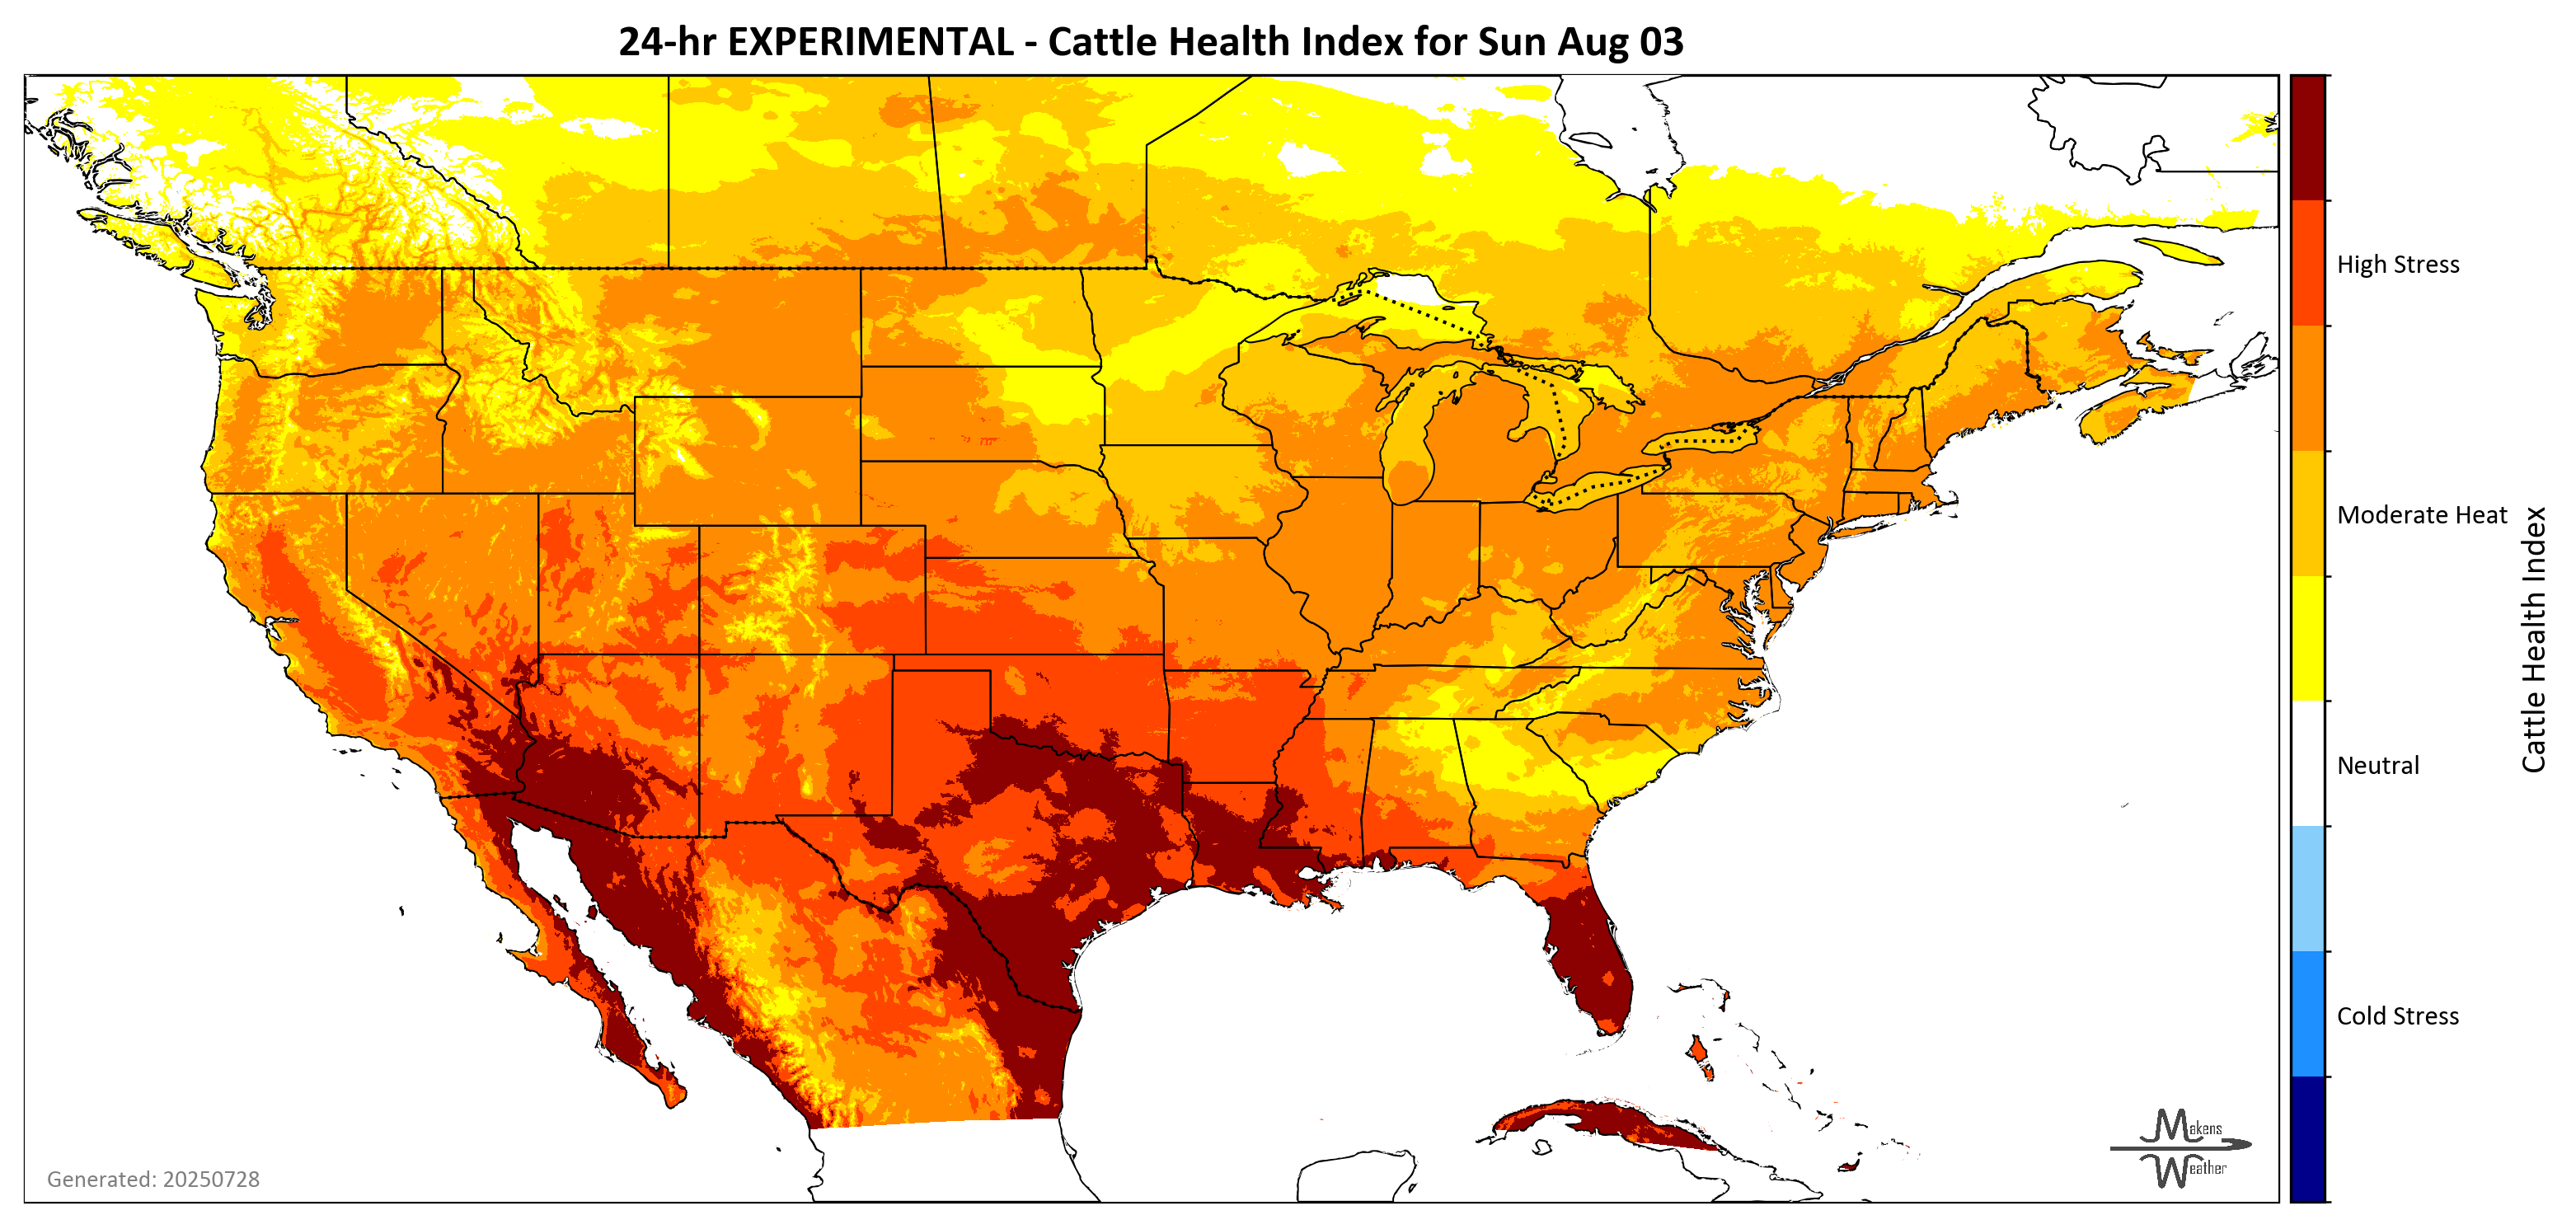 24-hr EXPERIMENTAL - Cattle Health Index for Sun Aug 03
High Stress
Moderate Heat
Neutral
Cold Stress
Cattle Health Index
Generated: 20250728
Makens
Weather